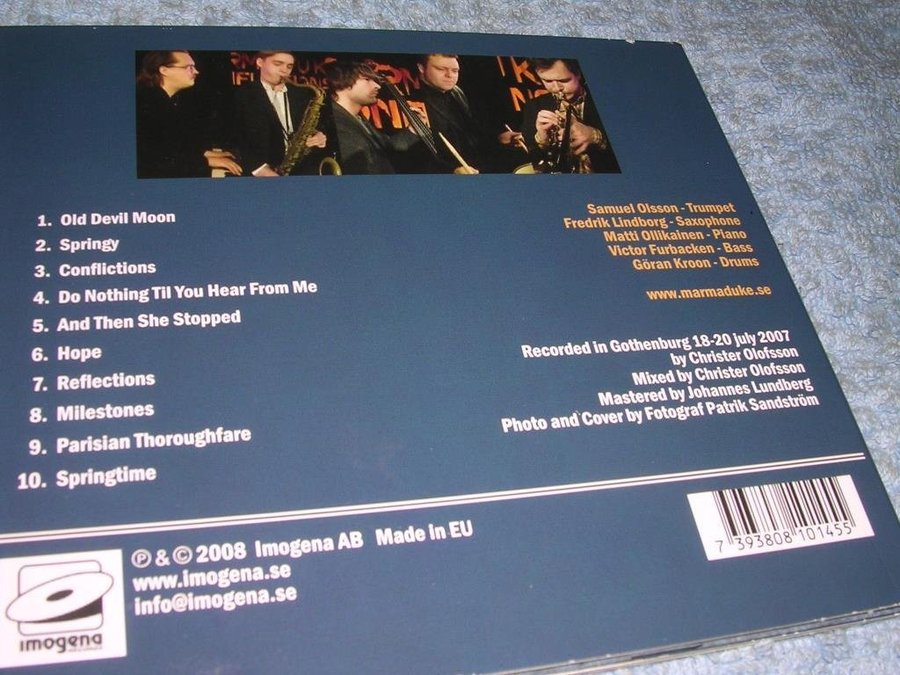 1. Old Devil Moon
2. Springy
3. Conflictions
4. Do Nothing Til You Hear From Me
5. And Then She Stopped
6. Hope
7. Reflections
8. Milestones
9. Parisian Thoroughfare
10. Springtime
Samuel Olsson - Trumpet
Fredrik Lindborg - Saxophone
Matti Ollikainen - Piano
Victor Furbacken - Bass
Göran Kroon - Drums
www.marmaduke.se
Recorded in Gothenburg 18-20 july 2007
by Christer Olofsson
Mixed by Christer Olofsson
Mastered by Johannes Lundberg
Photo and Cover by Fotograf Patrik Sandström
7 393808 101455
℗ & © 2008 Imogena AB Made in EU
www.imogena.se
info@imogena.se
imogena